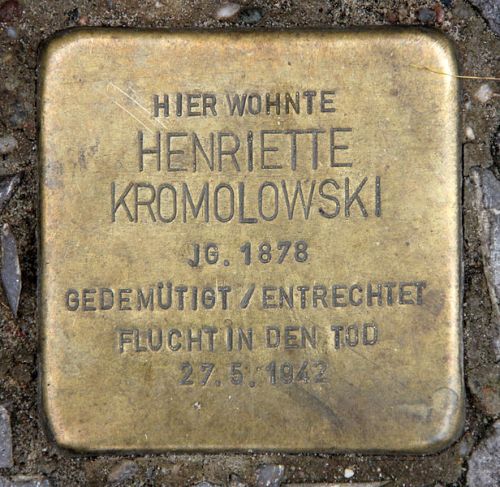 HIER WOHNTE
HENRIETTE
KROMOLOWSKI
JG. 1878
GEDEMÜTIGT / ENTRECHTET
FLUCHT IN DEN TOD
27.5.1942